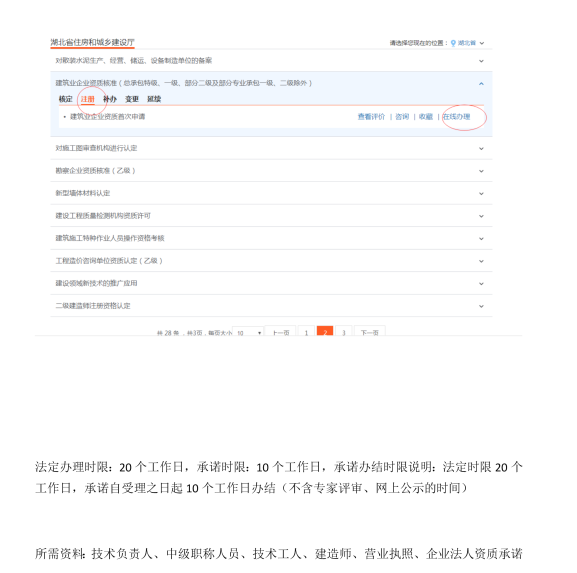 湖北省住房和城乡建设厅 请选择您现在的位置： 湖北省
对散装水泥生产、经营、储运、设备制造单位的备案
建筑业企业资质核准（总承包特级、一级、部分二级及部分专业承包一级、二级除外）
核定 注册 补办 变更 延续
• 建筑业企业资质首次申请 查看评价 | 咨询 | 收藏 | 在线办理
对施工图审查机构进行认定
勘察企业资质核准（乙级）
新型墙体材料认定
建设工程质量检测机构资质许可
建筑施工特种作业人员操作资格考核
工程造价咨询单位资质认定（乙级）
建设领域新技术的推广应用
二级建造师注册资格认定
共 28 条，共3页，每页大小 10 上一页 1 2 3 下一页
法定办理时限：20 个工作日，承诺时限：10 个工作日，承诺办结时限说明：法定时限 20 个
工作日，承诺自受理之日起 10 个工作日办结（不含专家评审、网上公示的时间）
所需资料：技术负责人、中级职称人员、技术工人、建造师、营业执照、企业法人资质承诺